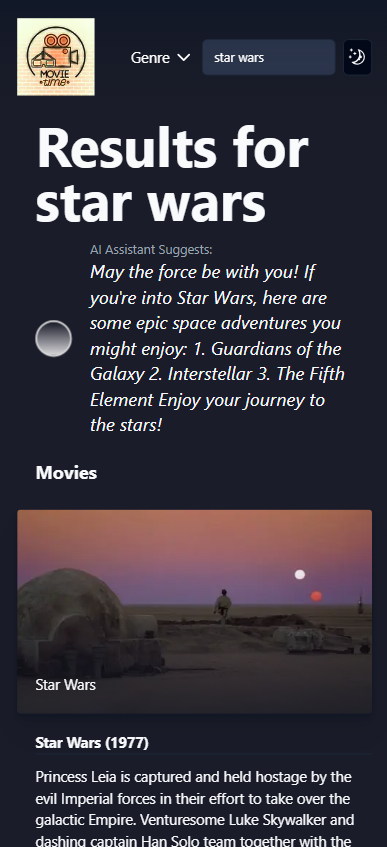 MOVIE
time
Genre
star wars
Results for
star wars
AI Assistant Suggests:
May the force be with you! If
you're into Star Wars, here are
some epic space adventures you
might enjoy: 1. Guardians of the
Galaxy 2. Interstellar 3. The Fifth
Element Enjoy your journey to
the stars!
Movies
Star Wars
Star Wars (1977)
Princess Leia is captured and held hostage by the
evil Imperial forces in their effort to take over the
galactic Empire. Venturesome Luke Skywalker and
dashing captain Han Solo team together with the